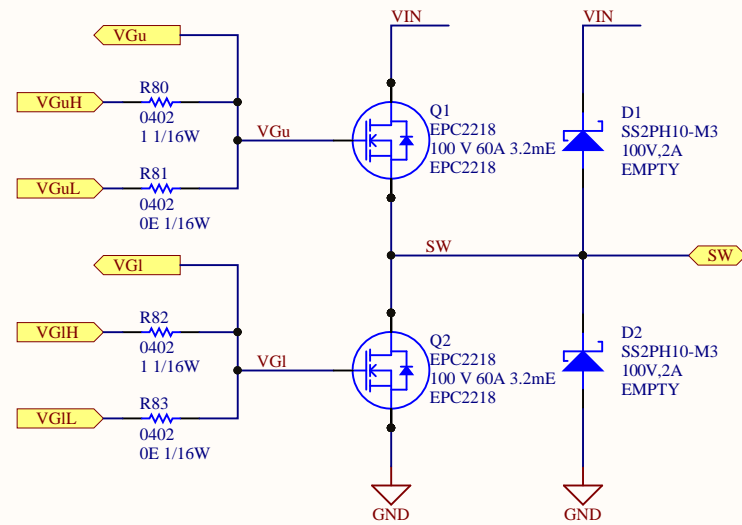 VGu
VGuH
R80
0402
1 1/16W
VGuL
R81
0402
0E 1/16W
VGu
VIN
Q1
EPC2218
100 V 60A 3.2mE
EPC2218
VIN
D1
SS2PH10-M3
100V,2A
EMPTY
SW
SW
VGl
VGlH
R82
0402
1 1/16W
VGlL
R83
0402
0E 1/16W
VGl
Q2
EPC2218
100 V 60A 3.2mE
EPC2218
D2
SS2PH10-M3
100V,2A
EMPTY
GND
GND